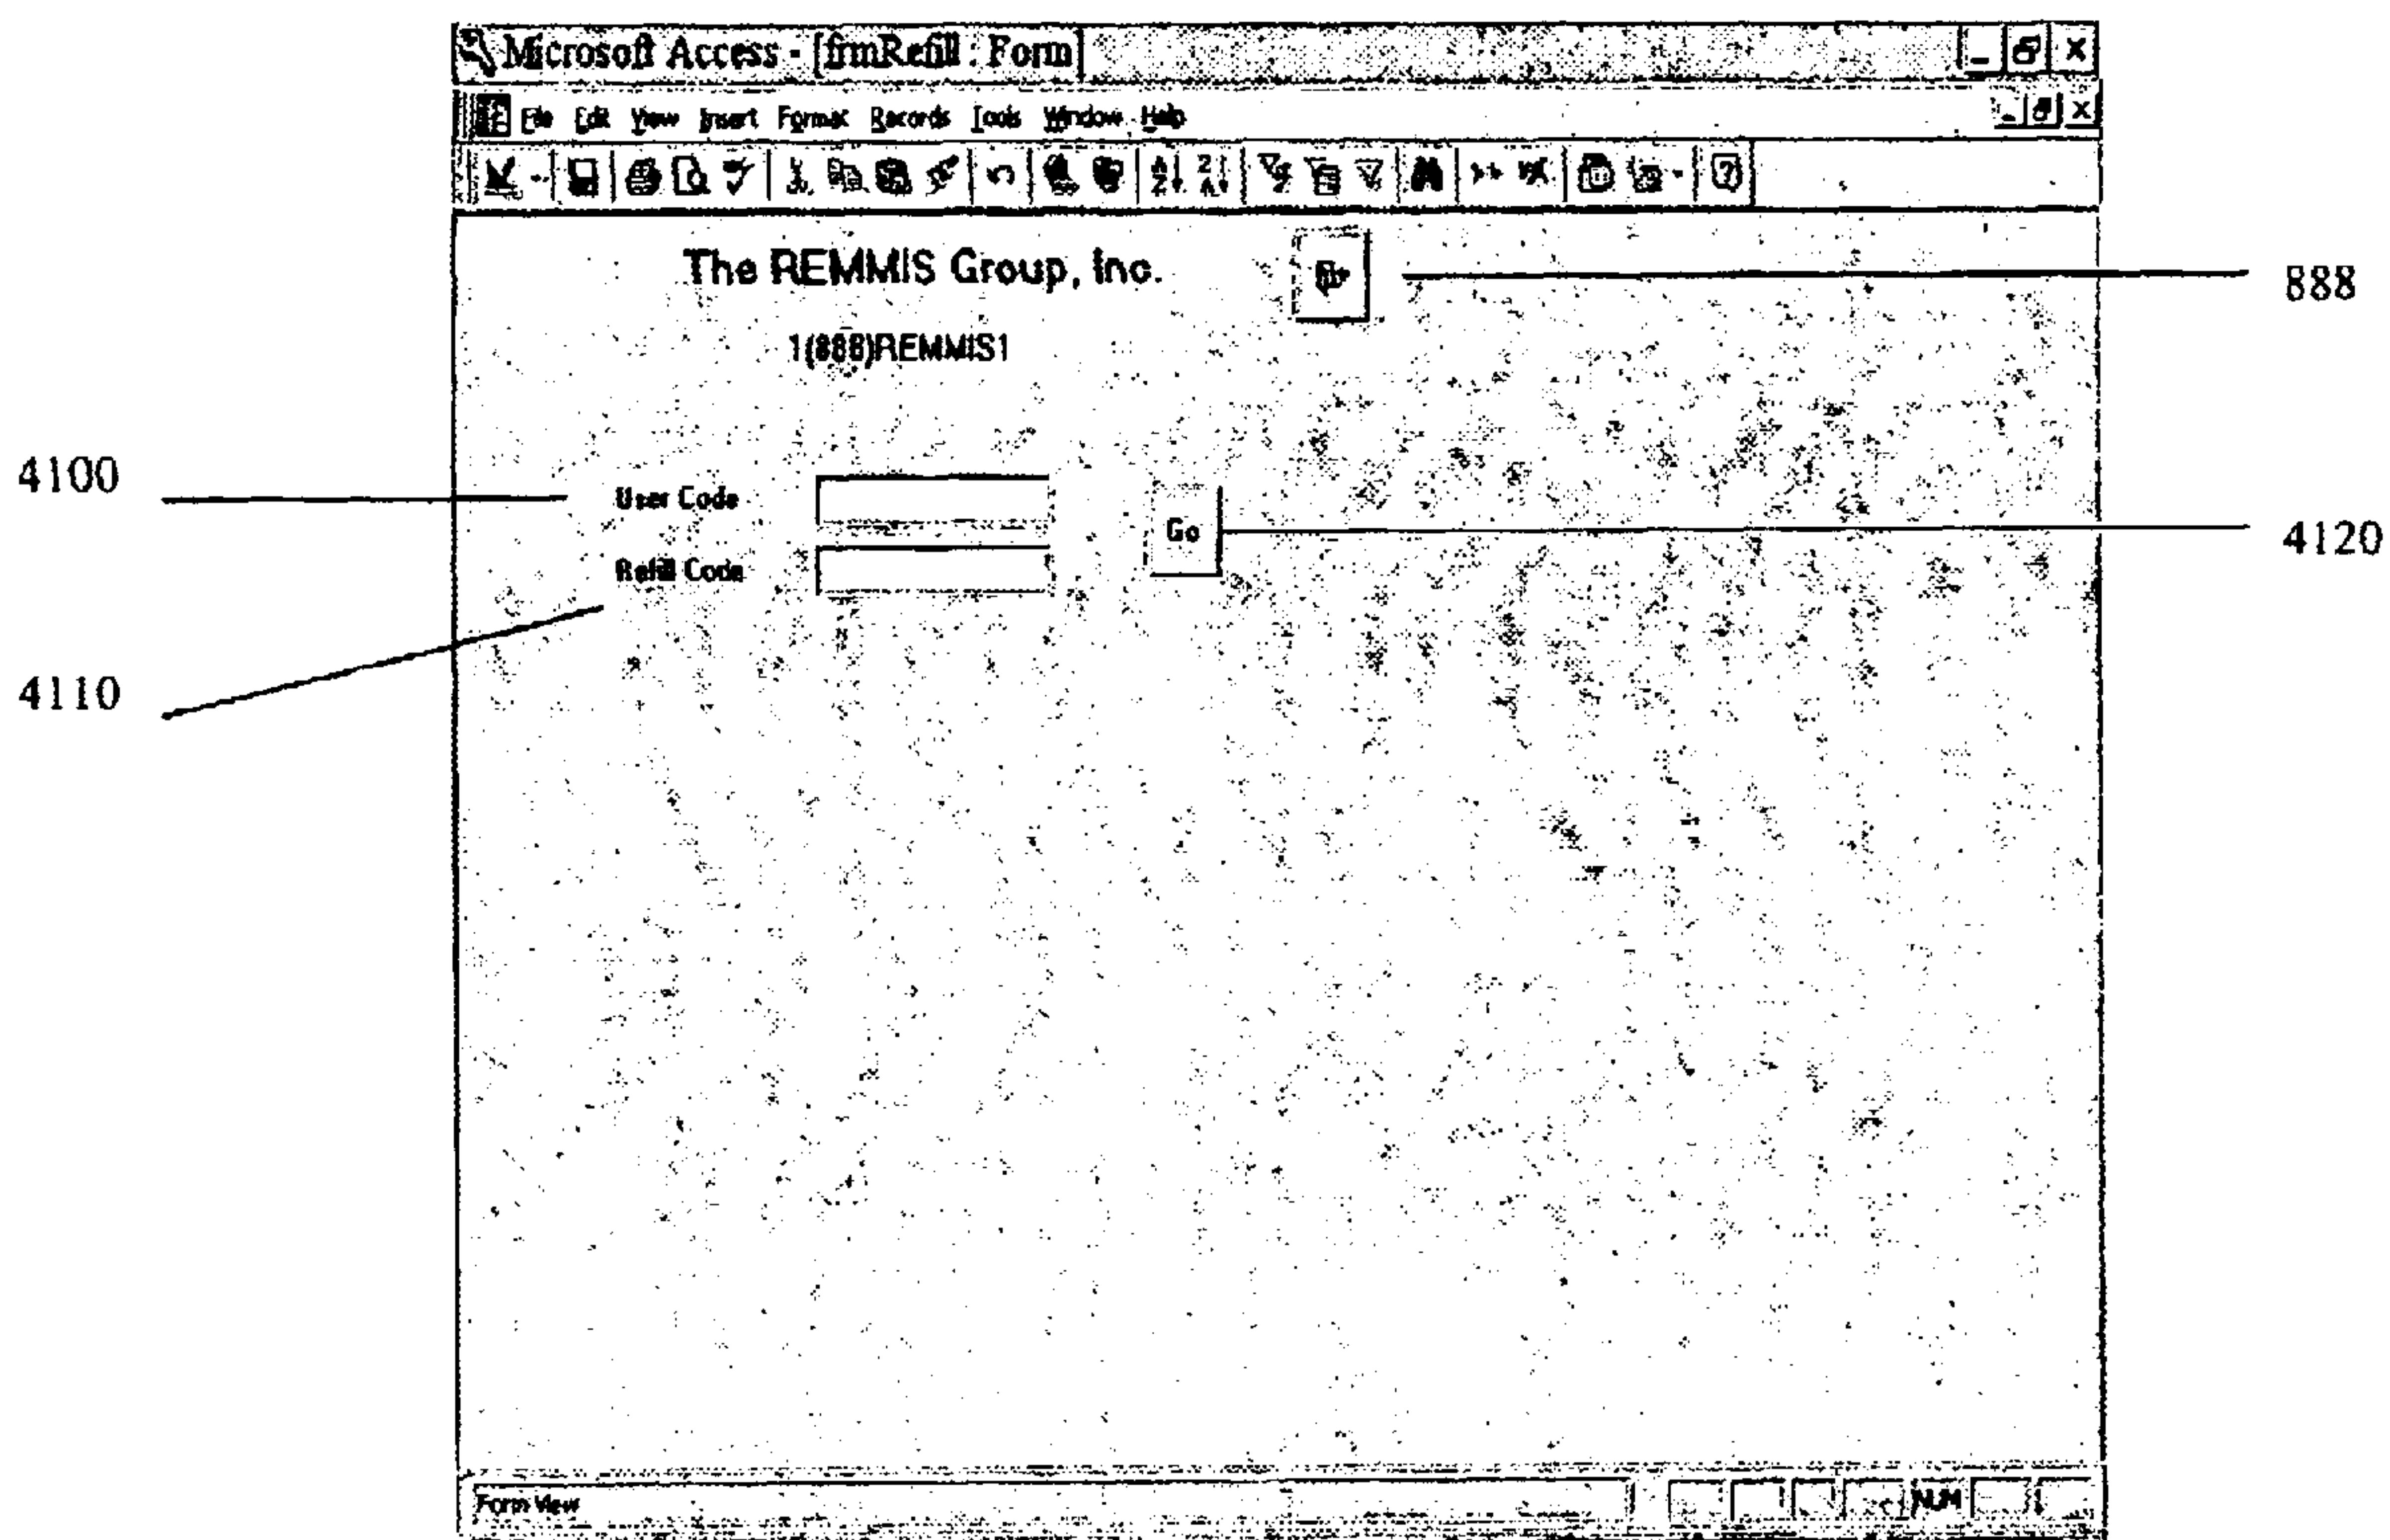 Microsoft Access - [frmRefill : Form]
File Edit View Insert Format Records Tools Window Help
The REMMIS Group, Inc.
888
1(888)REMMIS1
4100
User Code
Go
4120
Refill Code
4110
Form View
NUM